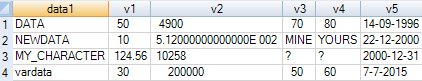 data1 v1 v2 v3 v4 v5
1 DATA 50 4900 70 80 14-09-1996
2 NEWDATA 10 5.12000000000000E 002 MINE YOURS 22-12-2000
3 MY_CHARACTER 124.56 10258 ? ? 2000-12-31
4 vardata 30 200000 50 60 7-7-2015